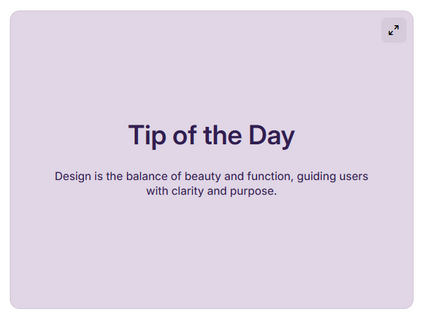 Tip of the Day
Design is the balance of beauty and function, guiding users
with clarity and purpose.